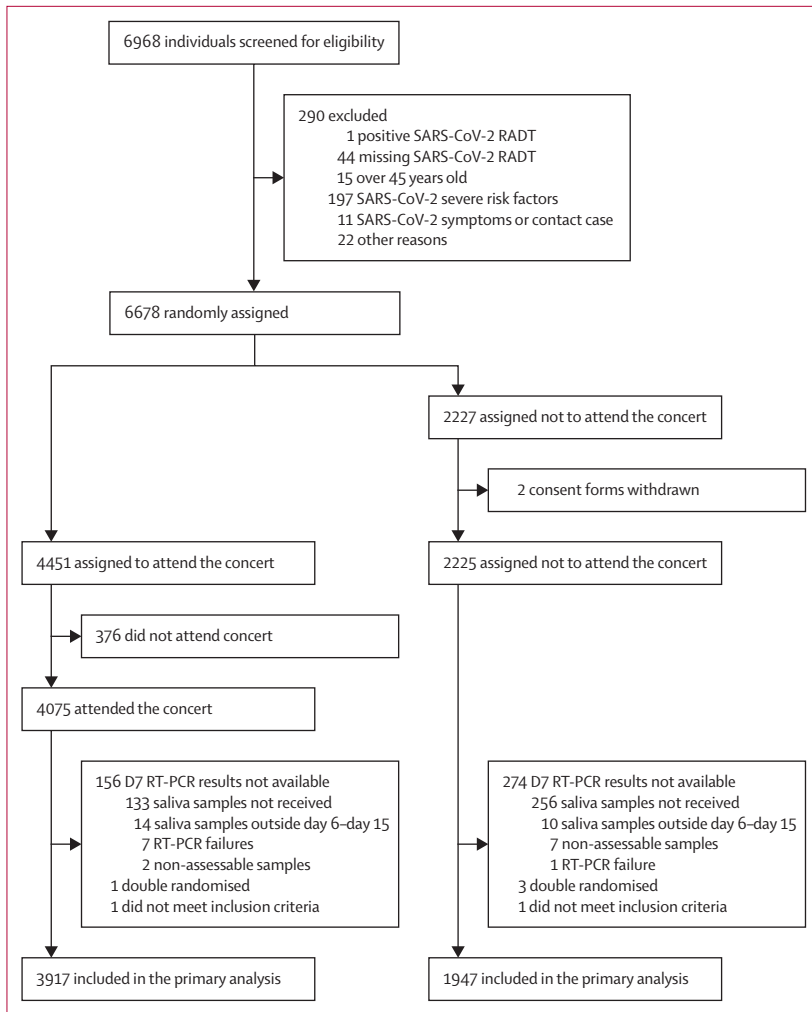 6968 individuals screened for eligibility
290 excluded
1 positive SARS-CoV-2 RADT
44 missing SARS-CoV-2 RADT
15 over 45 years old
197 SARS-CoV-2 severe risk factors
11 SARS-CoV-2 symptoms or contact case
22 other reasons
6678 randomly assigned
2227 assigned not to attend the concert
2 consent forms withdrawn
4451 assigned to attend the concert
2225 assigned not to attend the concert
376 did not attend concert
4075 attended the concert
156 D7 RT-PCR results not available
133 saliva samples not received
14 saliva samples outside day 6–day 15
7 RT-PCR failures
2 non-assessable samples
1 double randomised
1 did not meet inclusion criteria
274 D7 RT-PCR results not available
256 saliva samples not received
10 saliva samples outside day 6–day 15
7 non-assessable samples
1 RT-PCR failure
3 double randomised
1 did not meet inclusion criteria
3917 included in the primary analysis
1947 included in the primary analysis